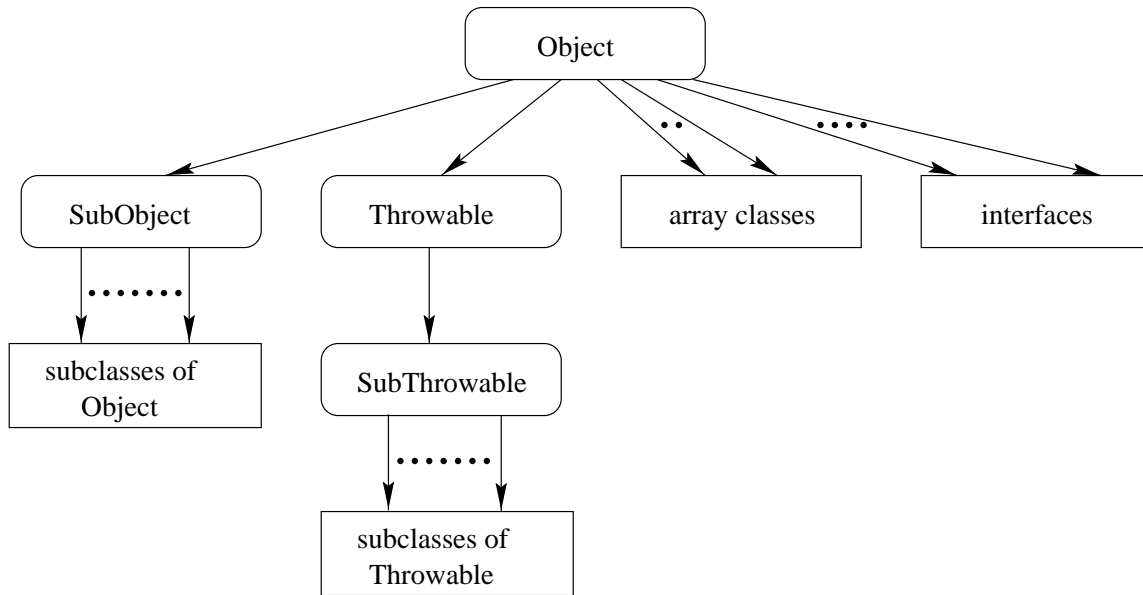 Object
SubObject
Throwable
array classes
interfaces
subclasses of
Object
SubThrowable
subclasses of
Throwable